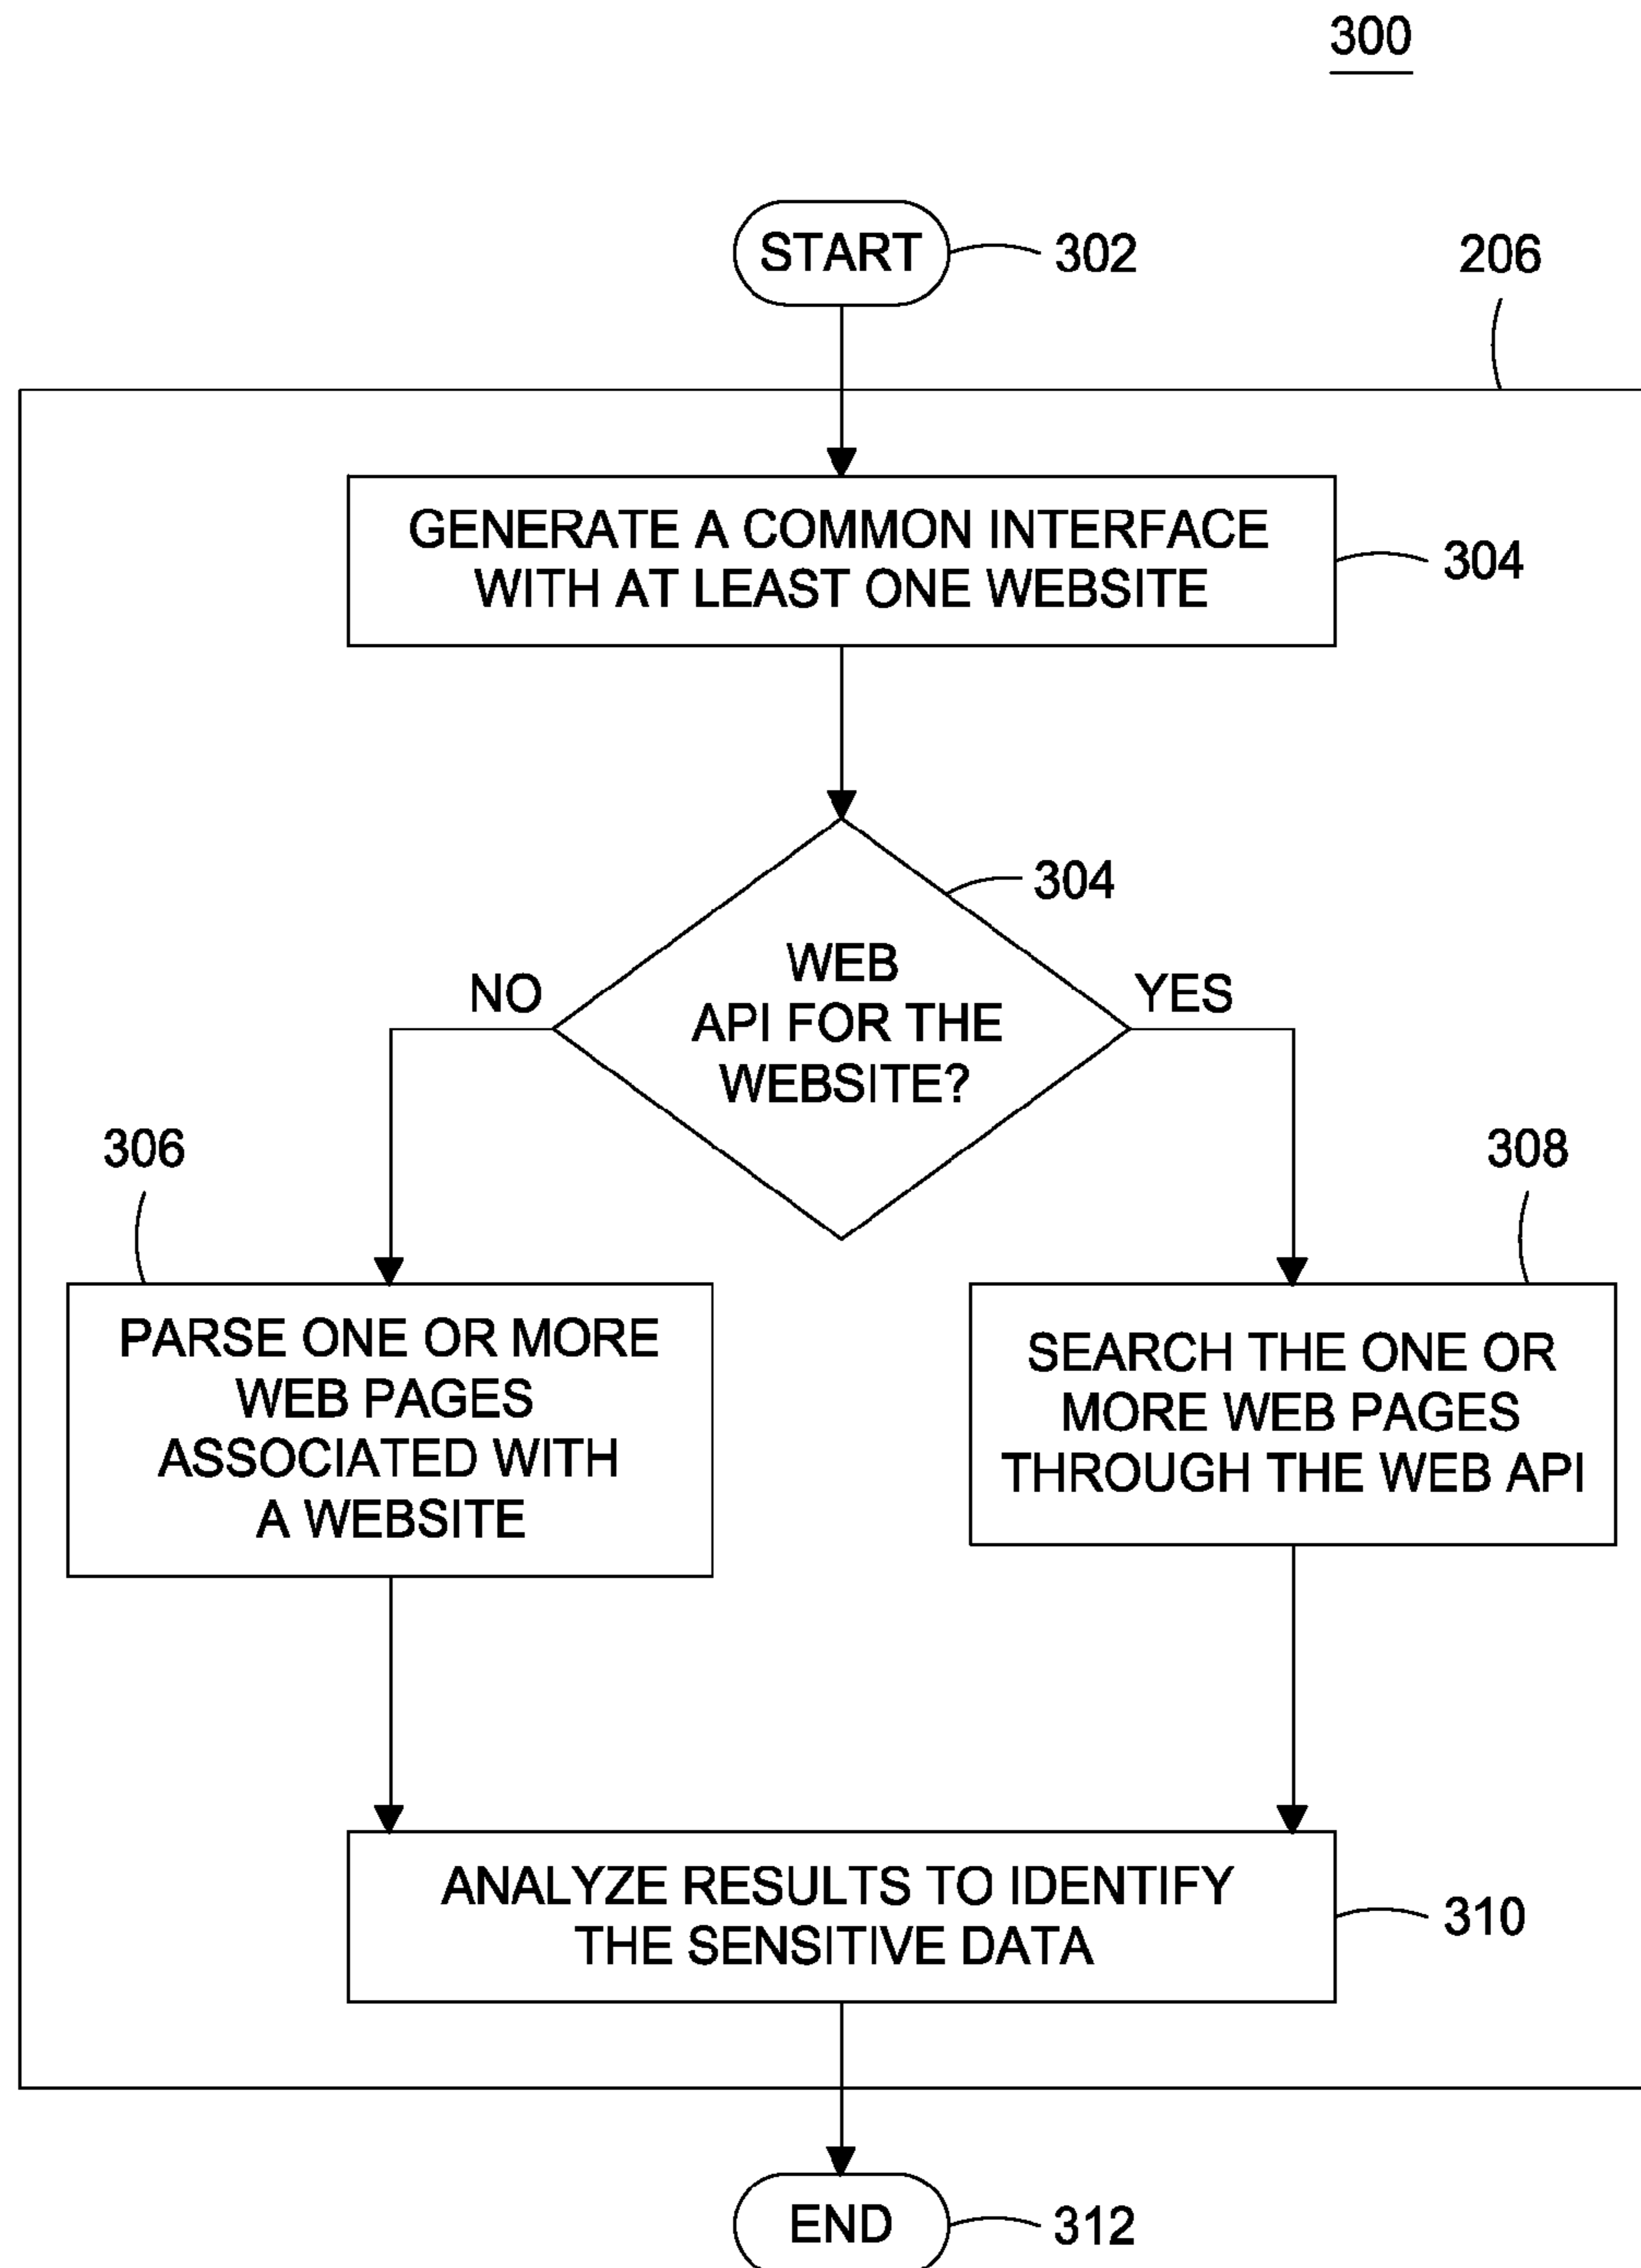 300
START
302
206
GENERATE A COMMON INTERFACE
WITH AT LEAST ONE WEBSITE
304
304
WEB
API FOR THE
WEBSITE?
NO
YES
306
308
PARSE ONE OR MORE
WEB PAGES
ASSOCIATED WITH
A WEBSITE
SEARCH THE ONE OR
MORE WEB PAGES
THROUGH THE WEB API
ANALYZE RESULTS TO IDENTIFY
THE SENSITIVE DATA
310
END
312